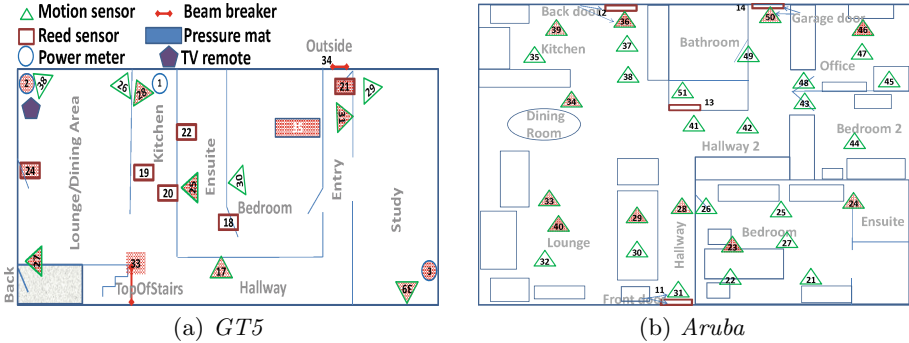 Motion sensor
Beam breaker
Reed sensor
Pressure mat
Power meter
TV remote
Outside
34
2
38
26
28
1
21
29
31
22
Lounge/Dining Area
Kitchen
Ensuite
Entry
Study
24
19
20
25
30
Bedroom
18
27
33
17
3
39
Back
TopOfStairs
Hallway
(a) GT5
Back door
12
14
36
50
Garage door
39
46
Kitchen
37
Bathroom
47
35
49
Office
38
48
45
51
43
34
13
Dining
Room
41
42
Bedroom 2
44
Hallway 2
33
29
28
26
25
24
40
Ensuite
Lounge
Hallway
Bedroom
23
27
32
30
22
21
11
31
Front door
(b) Aruba